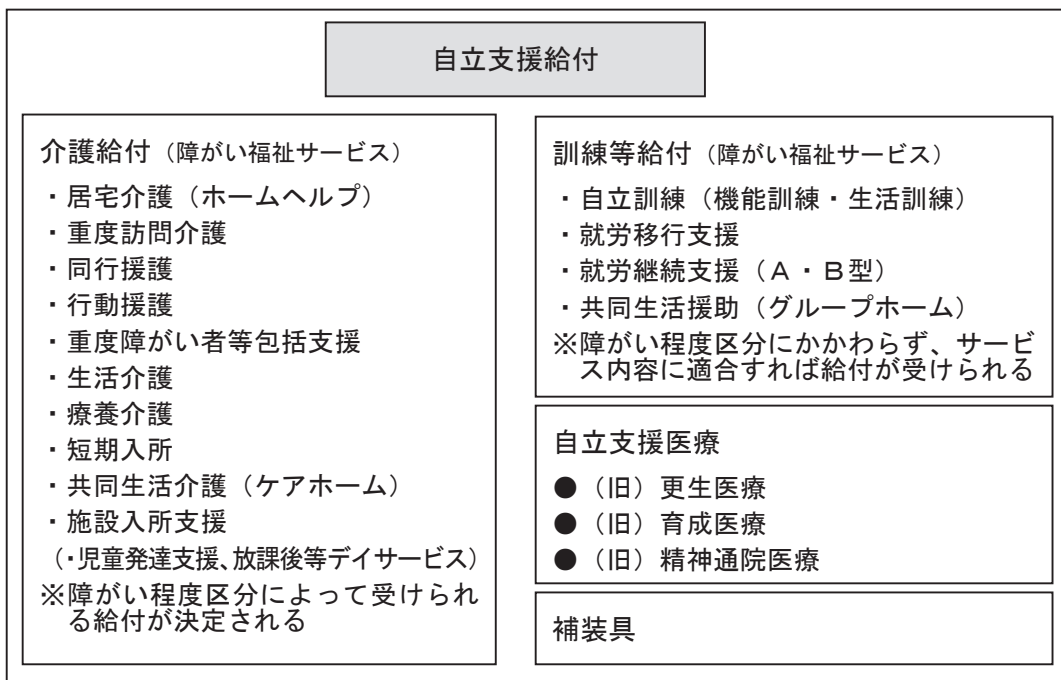 自立支援給付
介護給付（障がい福祉サービス）
・居宅介護（ホームヘルプ）
・重度訪問介護
・同行援護
・行動援護
・重度障がい者等包括支援
・生活介護
・療養介護
・短期入所
・共同生活介護（ケアホーム）
・施設入所支援
（・児童発達支援、放課後等デイサービス）
※障がい程度区分によって受けられ
る給付が決定される
訓練等給付（障がい福祉サービス）
・自立訓練（機能訓練・生活訓練）
・就労移行支援
・就労継続支援（Ａ・Ｂ型）
・共同生活援助（グループホーム）
※障がい程度区分にかかわらず、サービ
ス内容に適合すれば給付が受けられる
自立支援医療
●（旧）更生医療
●（旧）育成医療
●（旧）精神通院医療
補装具